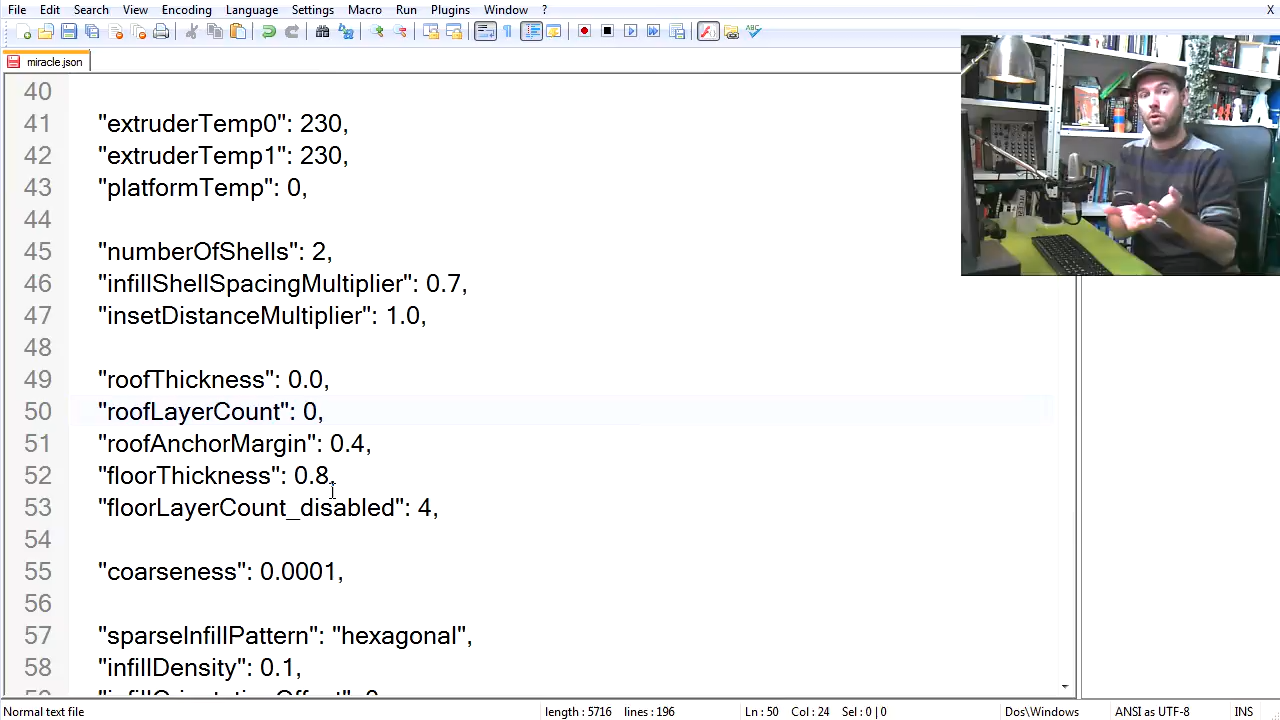 File Edit Search View Encoding Language Settings Macro Run Plugins Window ? X
miracle.json
40
41 "extruderTemp0": 230,
42 "extruderTemp1": 230,
43 "platformTemp": 0,
44
45 "numberOfShells": 2,
46 "infillShellSpacingMultiplier": 0.7,
47 "insetDistanceMultiplier": 1.0,
48
49 "roofThickness": 0.0,
50 "roofLayerCount": 0,
51 "roofAnchorMargin": 0.4,
52 "floorThickness": 0.8,
53 "floorLayerCount_disabled": 4,
54
55 "coarseness": 0.0001,
56
57 "sparseInfillPattern": "hexagonal",
58 "infillDensity": 0.1,
Normal text file length : 5716 lines : 196 Ln : 50 Col : 24 Sel : 0 | 0 Dos\Windows ANSI as UTF-8 INS